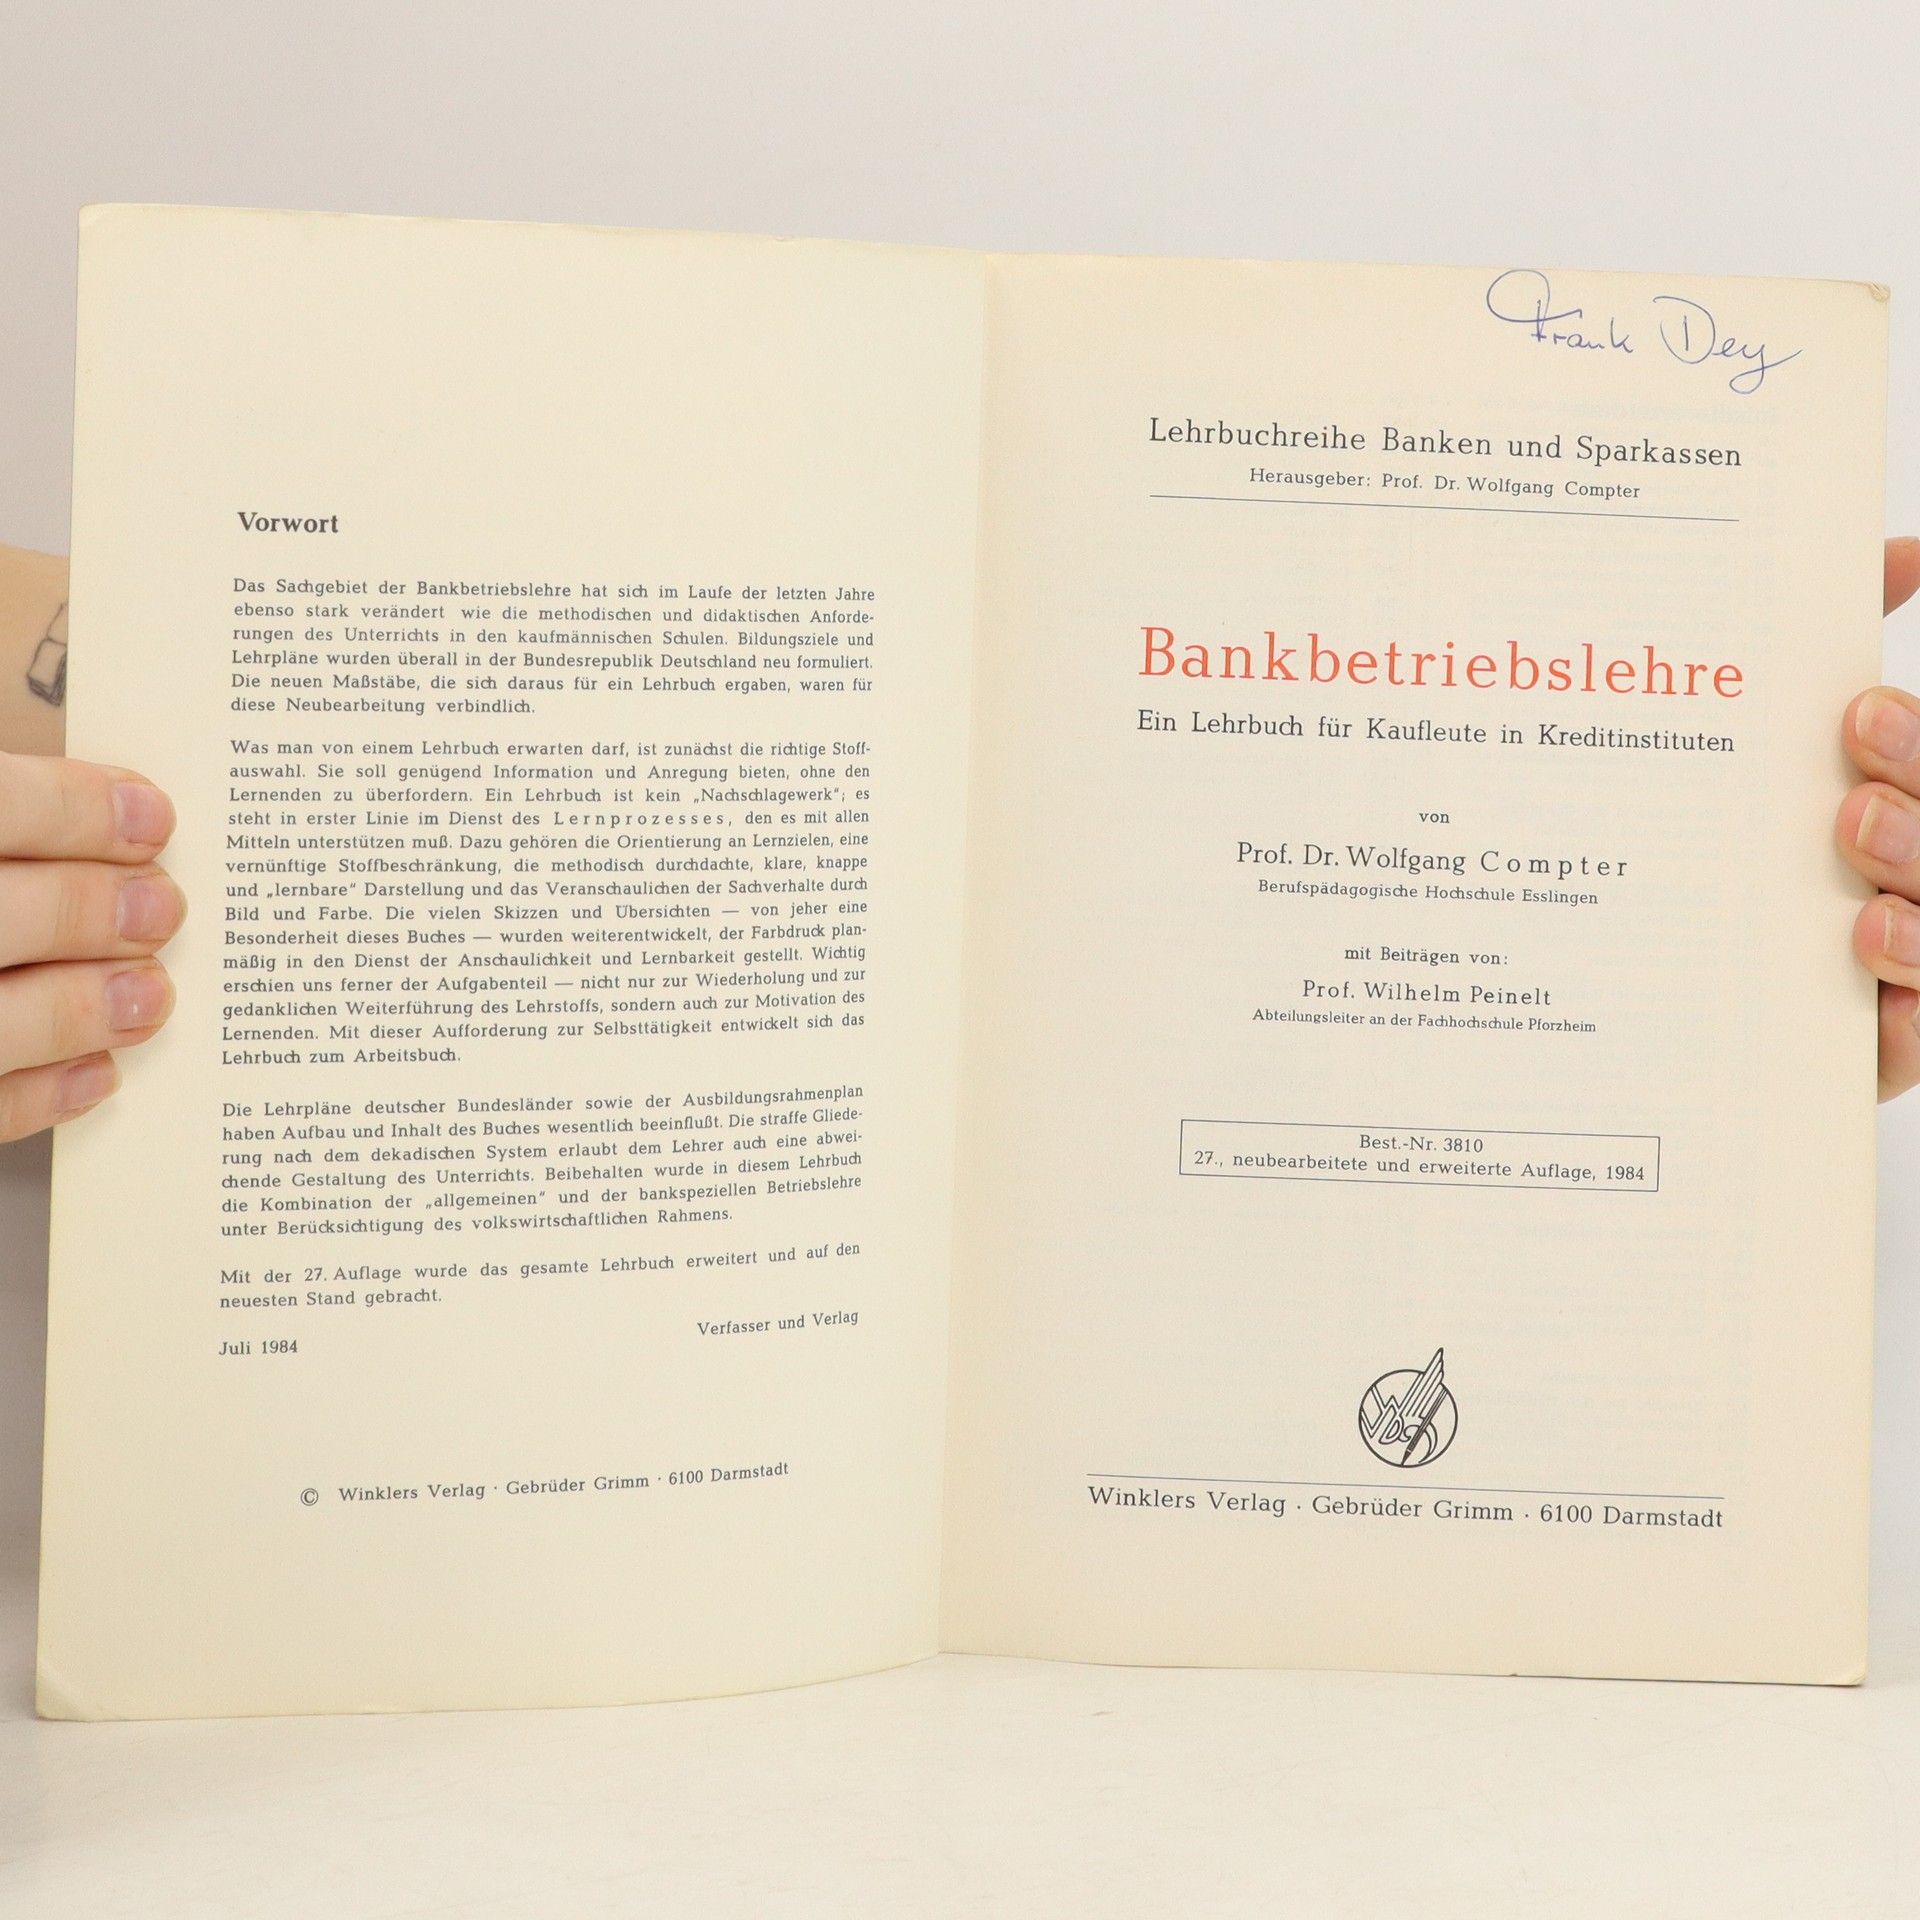 Vorwort
Das Sachgebiet der Bankbetriebslehre hat sich im Laufe der letzten Jahre
ebenso stark verändert wie die methodischen und didaktischen Anforde-
rungen des Unterrichts in den kaufmännischen Schulen. Bildungsziele und
Lehrpläne wurden überall in der Bundesrepublik Deutschland neu formuliert.
Die neuen Maßstäbe, die sich daraus für ein Lehrbuch ergaben, waren für
diese Neubearbeitung verbindlich.
Was man von einem Lehrbuch erwarten darf, ist zunächst die richtige Stoff-
auswahl. Sie soll genügend Information und Anregung bieten, ohne den
Lernenden zu überfordern. Ein Lehrbuch ist kein „Nachschlagewerk“; es
steht in erster Linie im Dienst des Lernprozesses, den es mit allen
Mitteln unterstützen muß. Dazu gehören die Orientierung an Lernzielen, eine
vernünftige Stoffbeschränkung, die methodisch durchdachte, klare, knappe
und „lernbare“ Darstellung und das Veranschaulichen der Sachverhalte durch
Bild und Farbe. Die vielen Skizzen und Übersichten — von jeher eine
Besonderheit dieses Buches — wurden weiterentwickelt, der Farbdruck plan-
mäßig in den Dienst der Anschaulichkeit und Lernbarkeit gestellt. Wichtig
erschien uns ferner der Aufgabenteil — nicht nur zur Wiederholung und zur
gedanklichen Weiterführung des Lehrstoffs, sondern auch zur Motivation des
Lernenden. Mit dieser Aufforderung zur Selbsttätigkeit entwickelt sich das
Lehrbuch zum Arbeitsbuch.
Die Lehrpläne deutscher Bundesländer sowie der Ausbildungsrahmenplan
haben Aufbau und Inhalt des Buches wesentlich beeinflußt. Die straffe Gliede-
rung nach dem dekadischen System erlaubt dem Lehrer auch eine abwei-
chende Gestaltung des Unterrichts. Beibehalten wurde in diesem Lehrbuch
die Kombination der „allgemeinen“ und der bankspeziellen Betriebslehre
unter Berücksichtigung des volkswirtschaftlichen Rahmens.
Mit der 27. Auflage wurde das gesamte Lehrbuch erweitert und auf den
neuesten Stand gebracht.
Verfasser und Verlag
Juli 1984
© Winklers Verlag · Gebrüder Grimm · 6100 Darmstadt
Frank Dey
Lehrbuchreihe Banken und Sparkassen
Herausgeber: Prof. Dr. Wolfgang Compter
Bankbetriebslehre
Ein Lehrbuch für Kaufleute in Kreditinstituten
von
Prof. Dr. Wolfgang Compter
Berufspädagogische Hochschule Esslingen
mit Beiträgen von:
Prof. Wilhelm Peinelt
Abteilungsleiter an der Fachhochschule Pforzheim
Best.-Nr. 3810
27., neubearbeitete und erweiterte Auflage, 1984
Winklers Verlag · Gebrüder Grimm · 6100 Darmstadt